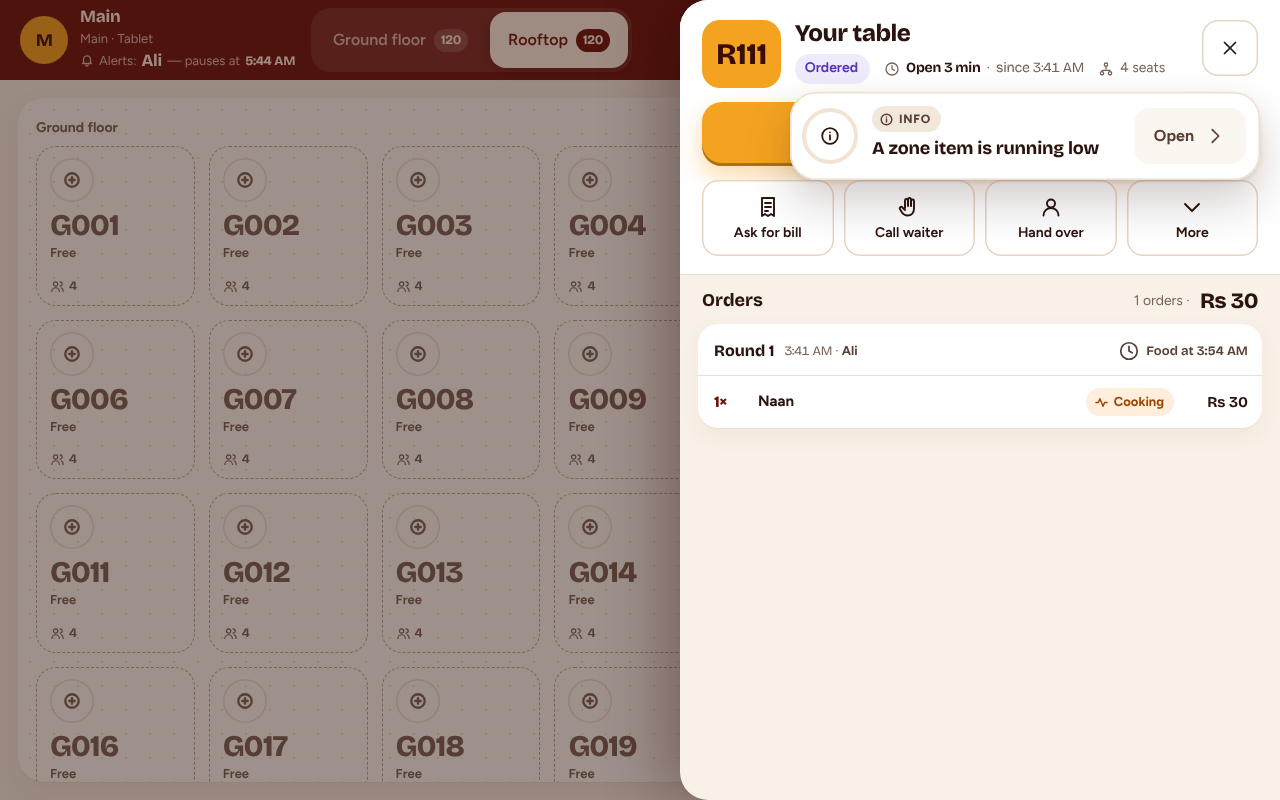 M
Main
Main · Tablet
Alerts: Ali — pauses at 5:44 AM
Ground floor 120
Rooftop 120
Ground floor
G001
Free
4
G002
Free
4
G003
Free
4
G004
Free
4
G006
Free
4
G007
Free
4
G008
Free
4
G009
Free
4
G011
Free
4
G012
Free
4
G013
Free
4
G014
Free
4
G016
Free
G017
Free
G018
Free
G019
Free
R111
Your table
Ordered
Open 3 min · since 3:41 AM
4 seats
INFO
A zone item is running low
Open
Ask for bill
Call waiter
Hand over
More
Orders
1 orders · Rs 30
Round 1 3:41 AM · Ali
Food at 3:54 AM
1× Naan
Cooking
Rs 30